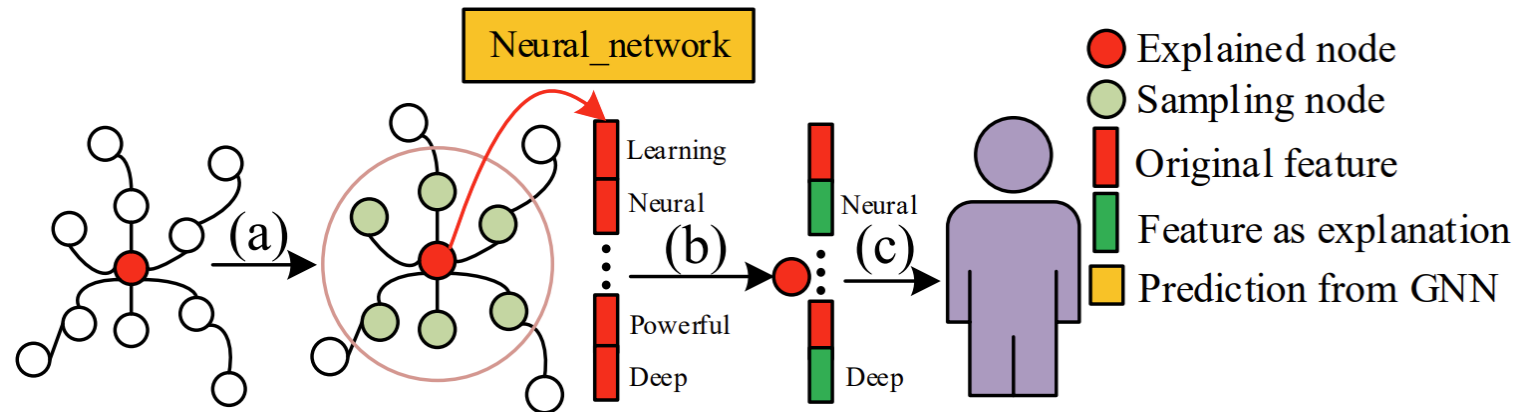 Neural_network
Learning
Neural
Powerful
Deep
(a)
(b)
Neural
Deep
(c)
Explained node
Sampling node
Original feature
Feature as explanation
Prediction from GNN